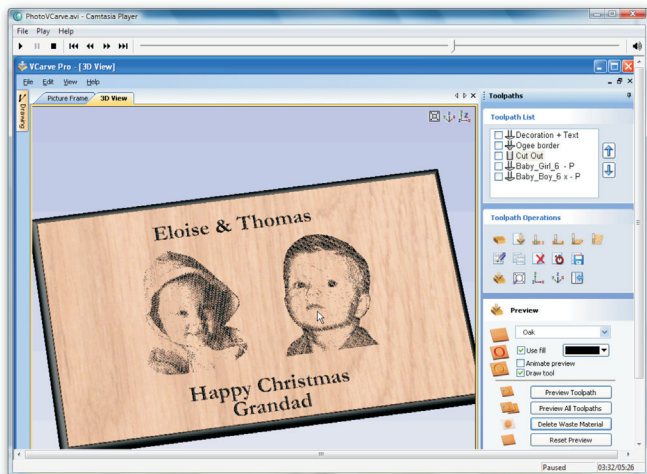 PhotoVCarve.avi - Camtasia Player
File Play Help
VCarve Pro - [3D View]
File Edit View Help
Picture Frame 3D View
Drawing
Toolpaths
Toolpath List
Decoration + Text
Ogee border
Cut Out
Baby_Girl_6 - P
Baby_Boy_6 x - P
Toolpath Operations
Eloise & Thomas
Happy Christmas
Grandad
Preview
Oak
Use fill
Animate preview
Draw tool
Preview Toolpath
Preview All Toolpaths
Delete Waste Material
Reset Preview
Paused 03:32/05:26